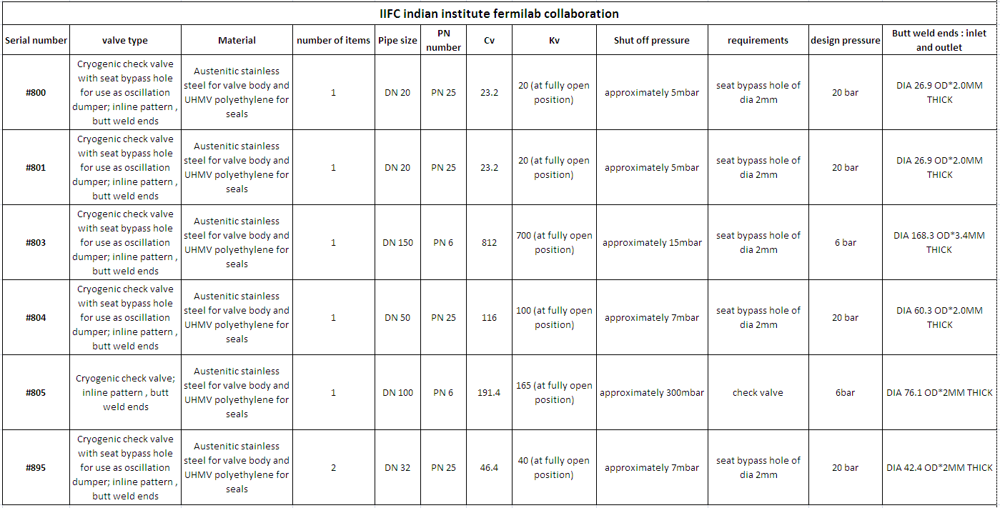 IIFC indian institute fermilab collaboration
Serial number
valve type
Material
number of items
Pipe size
PN
number
Cv
Kv
Shut off pressure
requirements
design pressure
Butt weld ends : inlet
and outlet
#800
Cryogenic check valve
with seat bypass hole
for use as oscillation
dumper; inline pattern ,
butt weld ends
Austenitic stainless
steel for valve body and
UHMV polyethylene for
seals
1
DN 20
PN 25
23.2
20 (at fully open
position)
approximately 5mbar
seat bypass hole of
dia 2mm
20 bar
DIA 26.9 OD*2.0MM
THICK
#801
Cryogenic check valve
with seat bypass hole
for use as oscillation
dumper; inline pattern ,
butt weld ends
Austenitic stainless
steel for valve body and
UHMV polyethylene for
seals
1
DN 20
PN 25
23.2
20 (at fully open
position)
approximately 5mbar
seat bypass hole of
dia 2mm
20 bar
DIA 26.9 OD*2.0MM
THICK
#803
Cryogenic check valve
with seat bypass hole
for use as oscillation
dumper; inline pattern ,
butt weld ends
Austenitic stainless
steel for valve body and
UHMV polyethylene for
seals
1
DN 150
PN 6
812
700 (at fully open
position)
approximately 15mbar
seat bypass hole of
dia 2mm
6 bar
DIA 168.3 OD*3.4MM
THICK
#804
Cryogenic check valve
with seat bypass hole
for use as oscillation
dumper; inline pattern ,
butt weld ends
Austenitic stainless
steel for valve body and
UHMV polyethylene for
seals
1
DN 50
PN 25
116
100 (at fully open
position)
approximately 7mbar
seat bypass hole of
dia 2mm
20 bar
DIA 60.3 OD*2.0MM
THICK
#805
Cryogenic check valve;
inline pattern , butt
weld ends
Austenitic stainless
steel for valve body and
UHMV polyethylene for
seals
1
DN 100
PN 6
191.4
165 (at fully open
position)
approximately 300mbar
check valve
6bar
DIA 76.1 OD*2MM THICK
#895
Cryogenic check valve
with seat bypass hole
for use as oscillation
dumper; inline pattern ,
butt weld ends
Austenitic stainless
steel for valve body and
UHMV polyethylene for
seals
2
DN 32
PN 25
46.4
40 (at fully open
position)
approximately 7mbar
seat bypass hole of
dia 2mm
20 bar
DIA 42.4 OD*2MM THICK